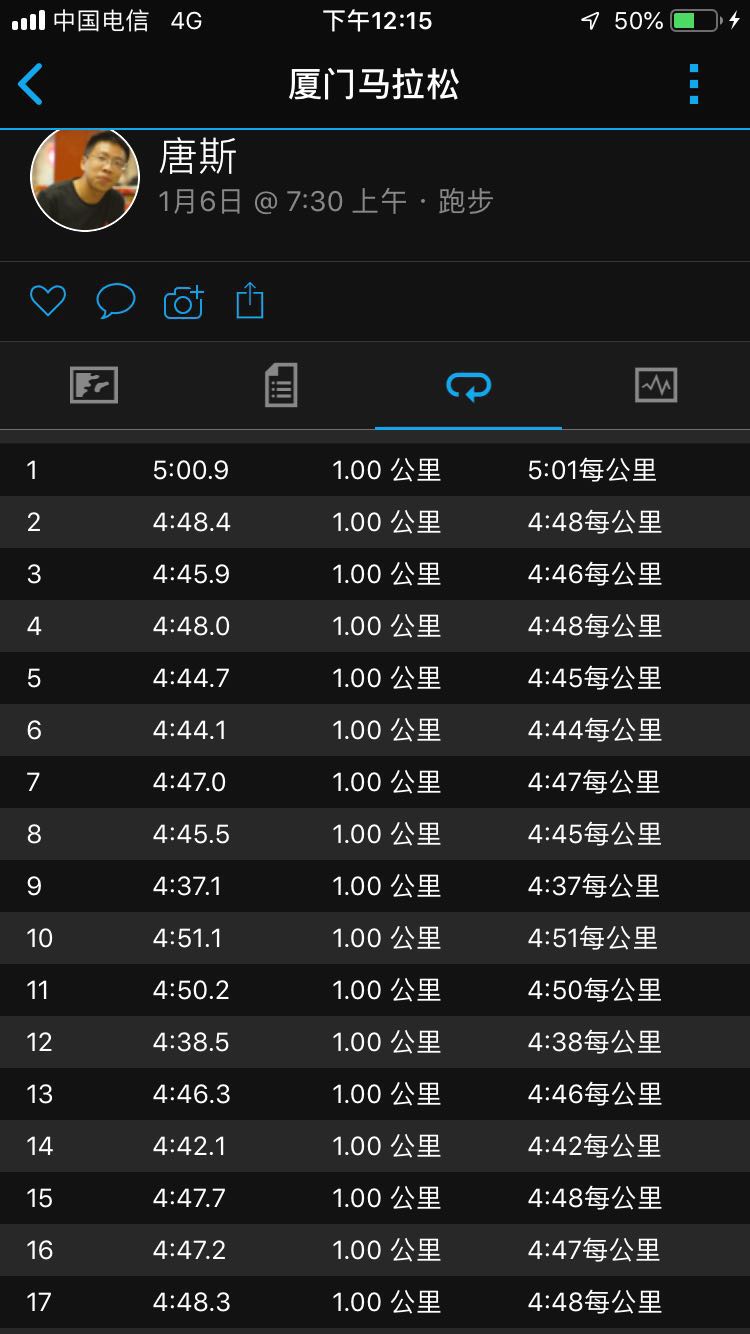 中国电信 4G 下午12:15 50%
厦门马拉松
唐斯
1月6日 @ 7:30 上午 · 跑步
1 5:00.9 1.00 公里 5:01每公里
2 4:48.4 1.00 公里 4:48每公里
3 4:45.9 1.00 公里 4:46每公里
4 4:48.0 1.00 公里 4:48每公里
5 4:44.7 1.00 公里 4:45每公里
6 4:44.1 1.00 公里 4:44每公里
7 4:47.0 1.00 公里 4:47每公里
8 4:45.5 1.00 公里 4:45每公里
9 4:37.1 1.00 公里 4:37每公里
10 4:51.1 1.00 公里 4:51每公里
11 4:50.2 1.00 公里 4:50每公里
12 4:38.5 1.00 公里 4:38每公里
13 4:46.3 1.00 公里 4:46每公里
14 4:42.1 1.00 公里 4:42每公里
15 4:47.7 1.00 公里 4:48每公里
16 4:47.2 1.00 公里 4:47每公里
17 4:48.3 1.00 公里 4:48每公里